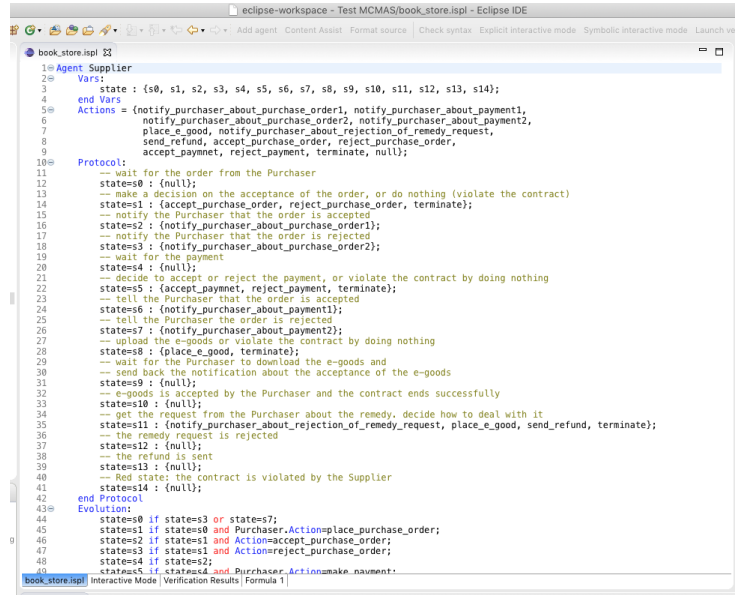 eclipse-workspace - Test MCMAS/book_store.ispl - Eclipse IDE
Add agent Content Assist Format source Check syntax Explicit interactive mode Symbolic interactive mode Launch ve
book_store.ispl
1 Agent Supplier
2 Vars:
3 state : {s0, s1, s2, s3, s4, s5, s6, s7, s8, s9, s10, s11, s12, s13, s14};
4 end Vars
5 Actions = {notify_purchaser_about_purchase_order1, notify_purchaser_about_payment1,
6 notify_purchaser_about_purchase_order2, notify_purchaser_about_payment2,
7 place_e_good, notify_purchaser_about_rejection_of_remedy_request,
8 send_refund, accept_purchase_order, reject_purchase_order,
9 accept_paymnet, reject_payment, terminate, null};
10 Protocol:
11 -- wait for the order from the Purchaser
12 state=s0 : {null};
13 -- make a decision on the acceptance of the order, or do nothing (violate the contract)
14 state=s1 : {accept_purchase_order, reject_purchase_order, terminate};
15 -- notify the Purchaser that the order is accepted
16 state=s2 : {notify_purchaser_about_purchase_order1};
17 -- notify the Purchaser that the order is rejected
18 state=s3 : {notify_purchaser_about_purchase_order2};
19 -- wait for the payment
20 state=s4 : {null};
21 -- decide to accept or reject the payment, or violate the contract by doing nothing
22 state=s5 : {accept_paymnet, reject_payment, terminate};
23 -- tell the Purchaser that the order is accepted
24 state=s6 : {notify_purchaser_about_payment1};
25 -- tell the Purchaser the order is rejected
26 state=s7 : {notify_purchaser_about_payment2};
27 -- upload the e-goods or violate the contract by doing nothing
28 state=s8 : {place_e_good, terminate};
29 -- wait for the Purchaser to download the e-goods and
30 -- send back the notification about the acceptance of the e-goods
31 state=s9 : {null};
32 -- e-goods is accepted by the Purchaser and the contract ends successfully
33 state=s10 : {null};
34 -- get the request from the Purchaser about the remedy. decide how to deal with it
35 state=s11 : {notify_purchaser_about_rejection_of_remedy_request, place_e_good, send_refund, terminate};
36 -- the remedy request is rejected
37 state=s12 : {null};
38 -- the refund is sent
39 state=s13 : {null};
40 -- Red state: the contract is violated by the Supplier
41 state=s14 : {null};
42 end Protocol
43 Evolution:
44 state=s0 if state=s3 or state=s7;
45 state=s1 if state=s0 and Purchaser.Action=place_purchase_order;
46 state=s2 if state=s1 and Action=accept_purchase_order;
47 state=s3 if state=s1 and Action=reject_purchase_order;
48 state=s4 if state=s2;
49 state=s5 if state=s4 and Purchaser.Action=make_payment;
book_store.ispl Interactive Mode Verification Results Formula 1